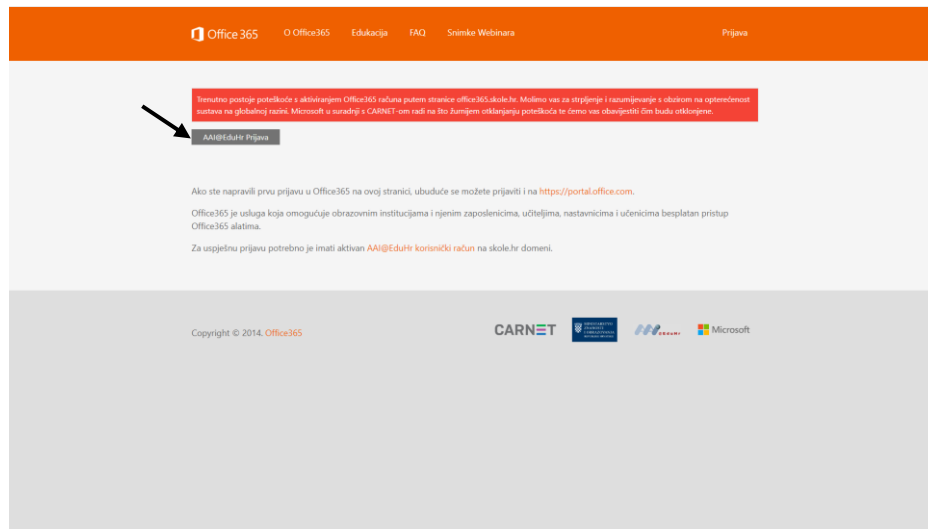 Office 365 O Office365 Edukacija FAQ Snimke Webinara Prijava
Trenutno postoje poteškoće s aktiviranjem Office365 računa putem stranice office365.skole.hr. Molimo vas za strpljenje i razumijevanje s obzirom na opterećenost
sustava na globalnoj razini. Microsoft u suradnji s CARNET-om radi na što žurnijem otklanjanju poteškoća te ćemo vas obavijestiti čim budu otklonjene.
AAI@EduHr Prijava
Ako ste napravili prvu prijavu u Office365 na ovoj stranici, ubuduće se možete prijaviti i na https://portal.office.com.
Office365 je usluga koja omogućuje obrazovnim institucijama i njenim zaposlenicima, učiteljima, nastavnicima i učenicima besplatan pristup
Office365 alatima.
Za uspješnu prijavu potrebno je imati aktivan AAI@EduHr korisnički račun na skole.hr domeni.
Copyright © 2014. Office365 CARNET Microsoft